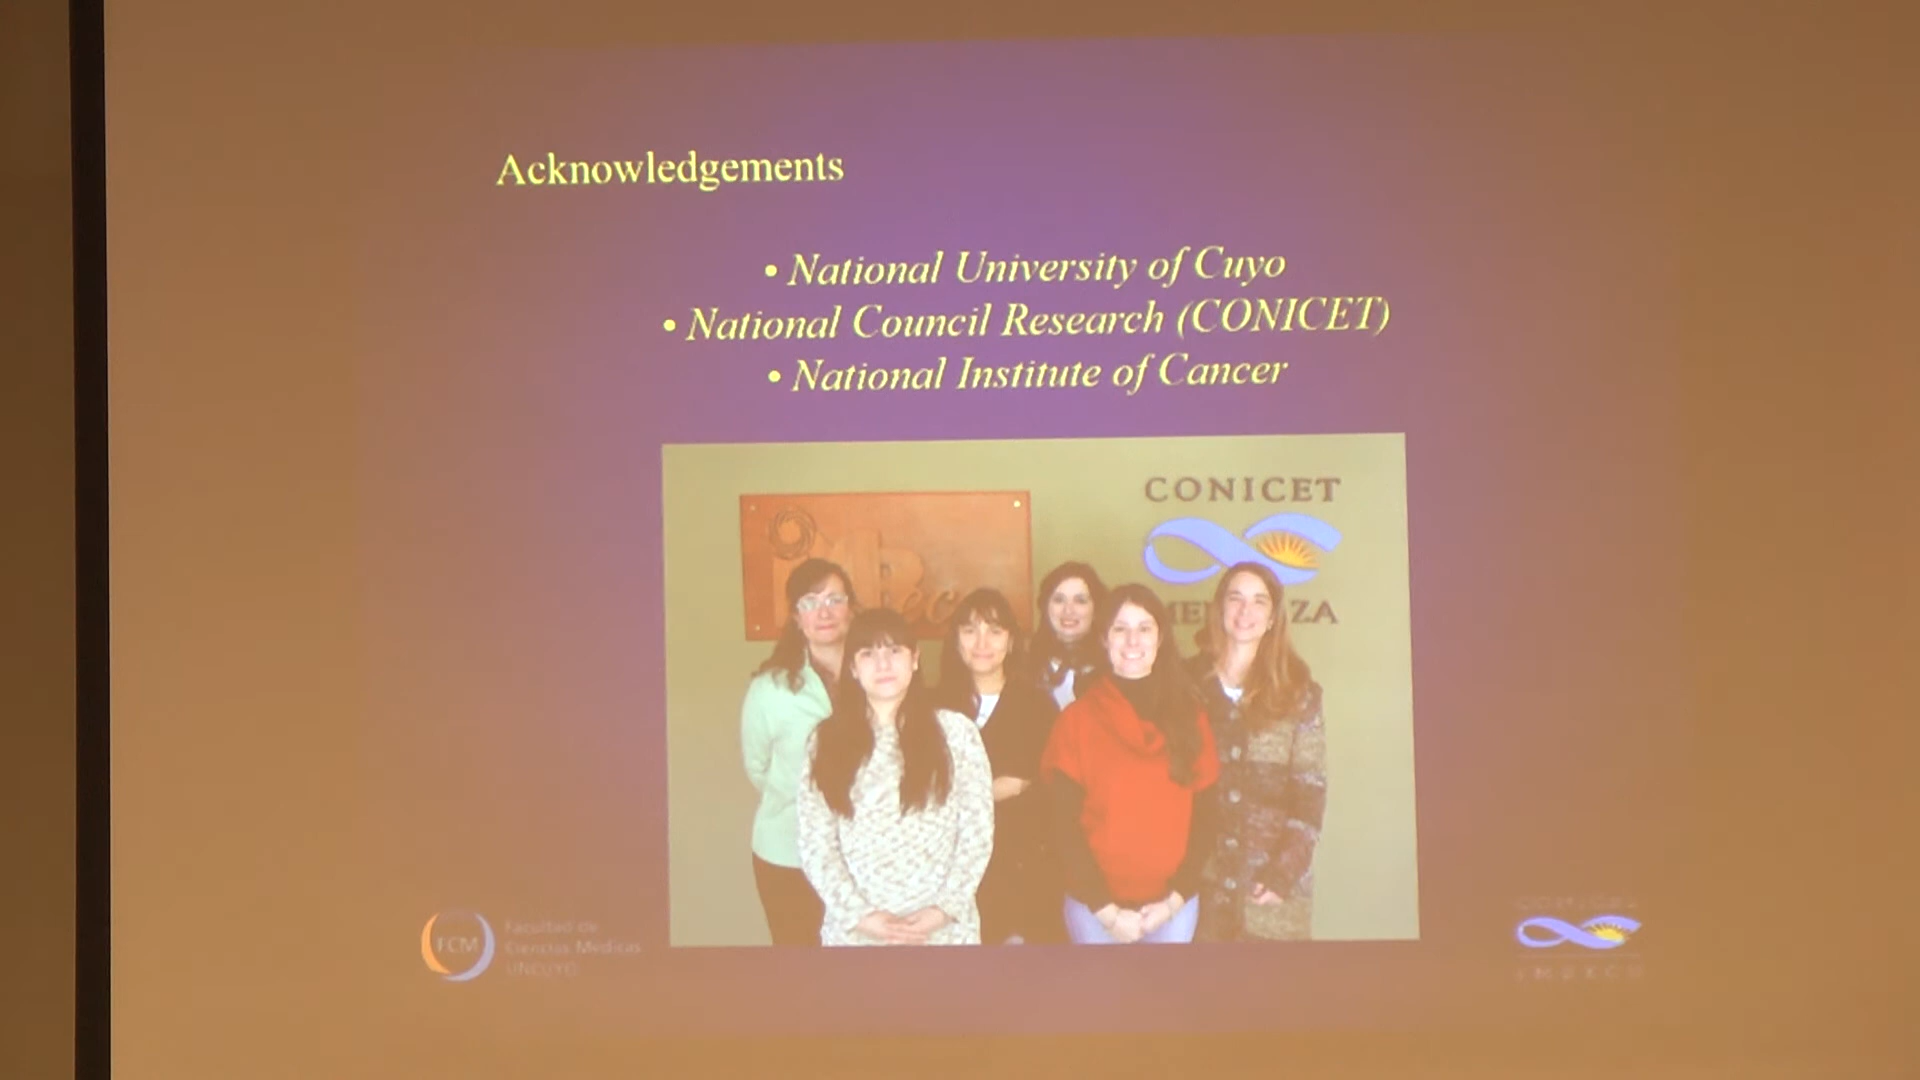 Acknowledgements
• National University of Cuyo
• National Council Research (CONICET)
• National Institute of Cancer
CONICET
FCM
Facultad de
Ciencias Médicas
UNCUYO